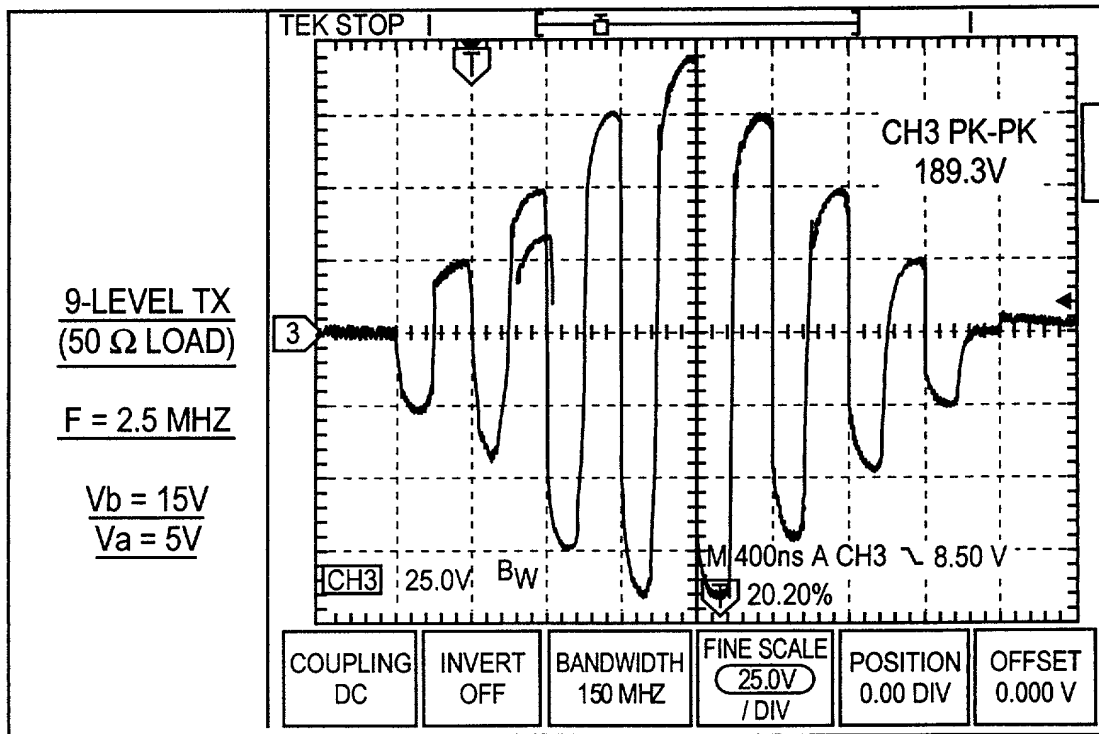 TEK STOP
T
T
CH3 PK-PK
189.3V
9-LEVEL TX
(50 Ω LOAD)
F = 2.5 MHZ
Vb = 15V
Va = 5V
3
M 400ns A CH3 ㄟ 8.50 V
CH3 25.0V BW
T 20.20%
COUPLING
DC
INVERT
OFF
BANDWIDTH
150 MHZ
FINE SCALE
25.0V
/ DIV
POSITION
0.00 DIV
OFFSET
0.000 V